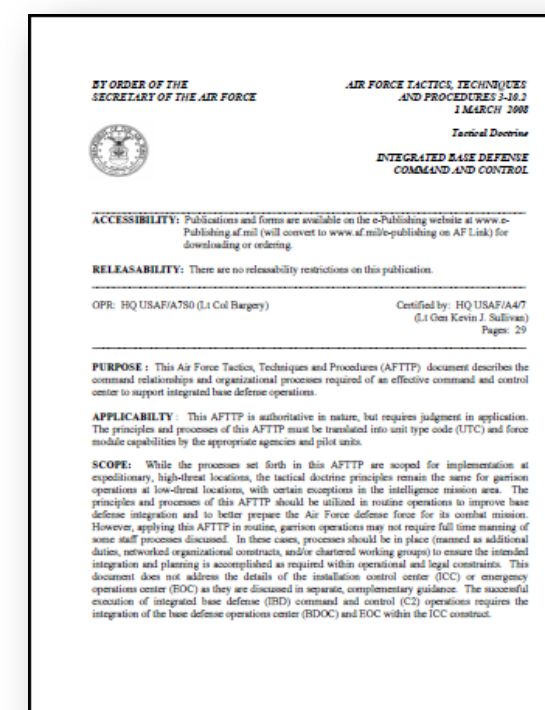 BY ORDER OF THE
SECRETARY OF THE AIR FORCE
AIR FORCE TACTICS, TECHNIQUES
AND PROCEDURES 3-10.2
1 MARCH 2008
Tactical Doctrine
INTEGRATED BASE DEFENSE
COMMAND AND CONTROL
ACCESSIBILITY: Publications and forms are available on the e-Publishing website at www.e-
Publishing.af.mil (will convert to www.af.mil/e-publishing on AF Link) for
downloading or ordering.
RELEASABILITY: There are no releasability restrictions on this publication.
OPR: HQ USAF/A7S0 (Lt Col Bargery)
Certified by: HQ USAF/A4/7
(Lt Gen Kevin J. Sullivan)
Pages: 29
PURPOSE : This Air Force Tactics, Techniques and Procedures (AFTTP) document describes the
command relationships and organizational processes required of an effective command and control
center to support integrated base defense operations.
APPLICABILTY : This AFTTP is authoritative in nature, but requires judgment in application.
The principles and processes of this AFTTP must be translated into unit type code (UTC) and force
module capabilities by the appropriate agencies and pilot units.
SCOPE: While the processes set forth in this AFTTP are scoped for implementation at
expeditionary, high-threat locations, the tactical doctrine principles remain the same for garrison
operations at low-threat locations, with certain exceptions in the intelligence mission area. The
principles and processes of this AFTTP should be utilized in routine operations to improve base
defense integration and to better prepare the Air Force defense force for its combat mission.
However, applying this AFTTP in routine, garrison operations may not require full time manning of
some staff processes discussed. In these cases, processes should be in place (manned as additional
duties, networked organizational constructs, and/or chartered working groups) to ensure the intended
integration and planning is accomplished as required within operational and legal constraints. This
document does not address the details of the installation control center (ICC) or emergency
operations center (EOC) as they are discussed in separate, complementary guidance. The successful
execution of integrated base defense (IBD) command and control (C2) operations requires the
integration of the base defense operations center (BDOC) and EOC within the ICC construct.